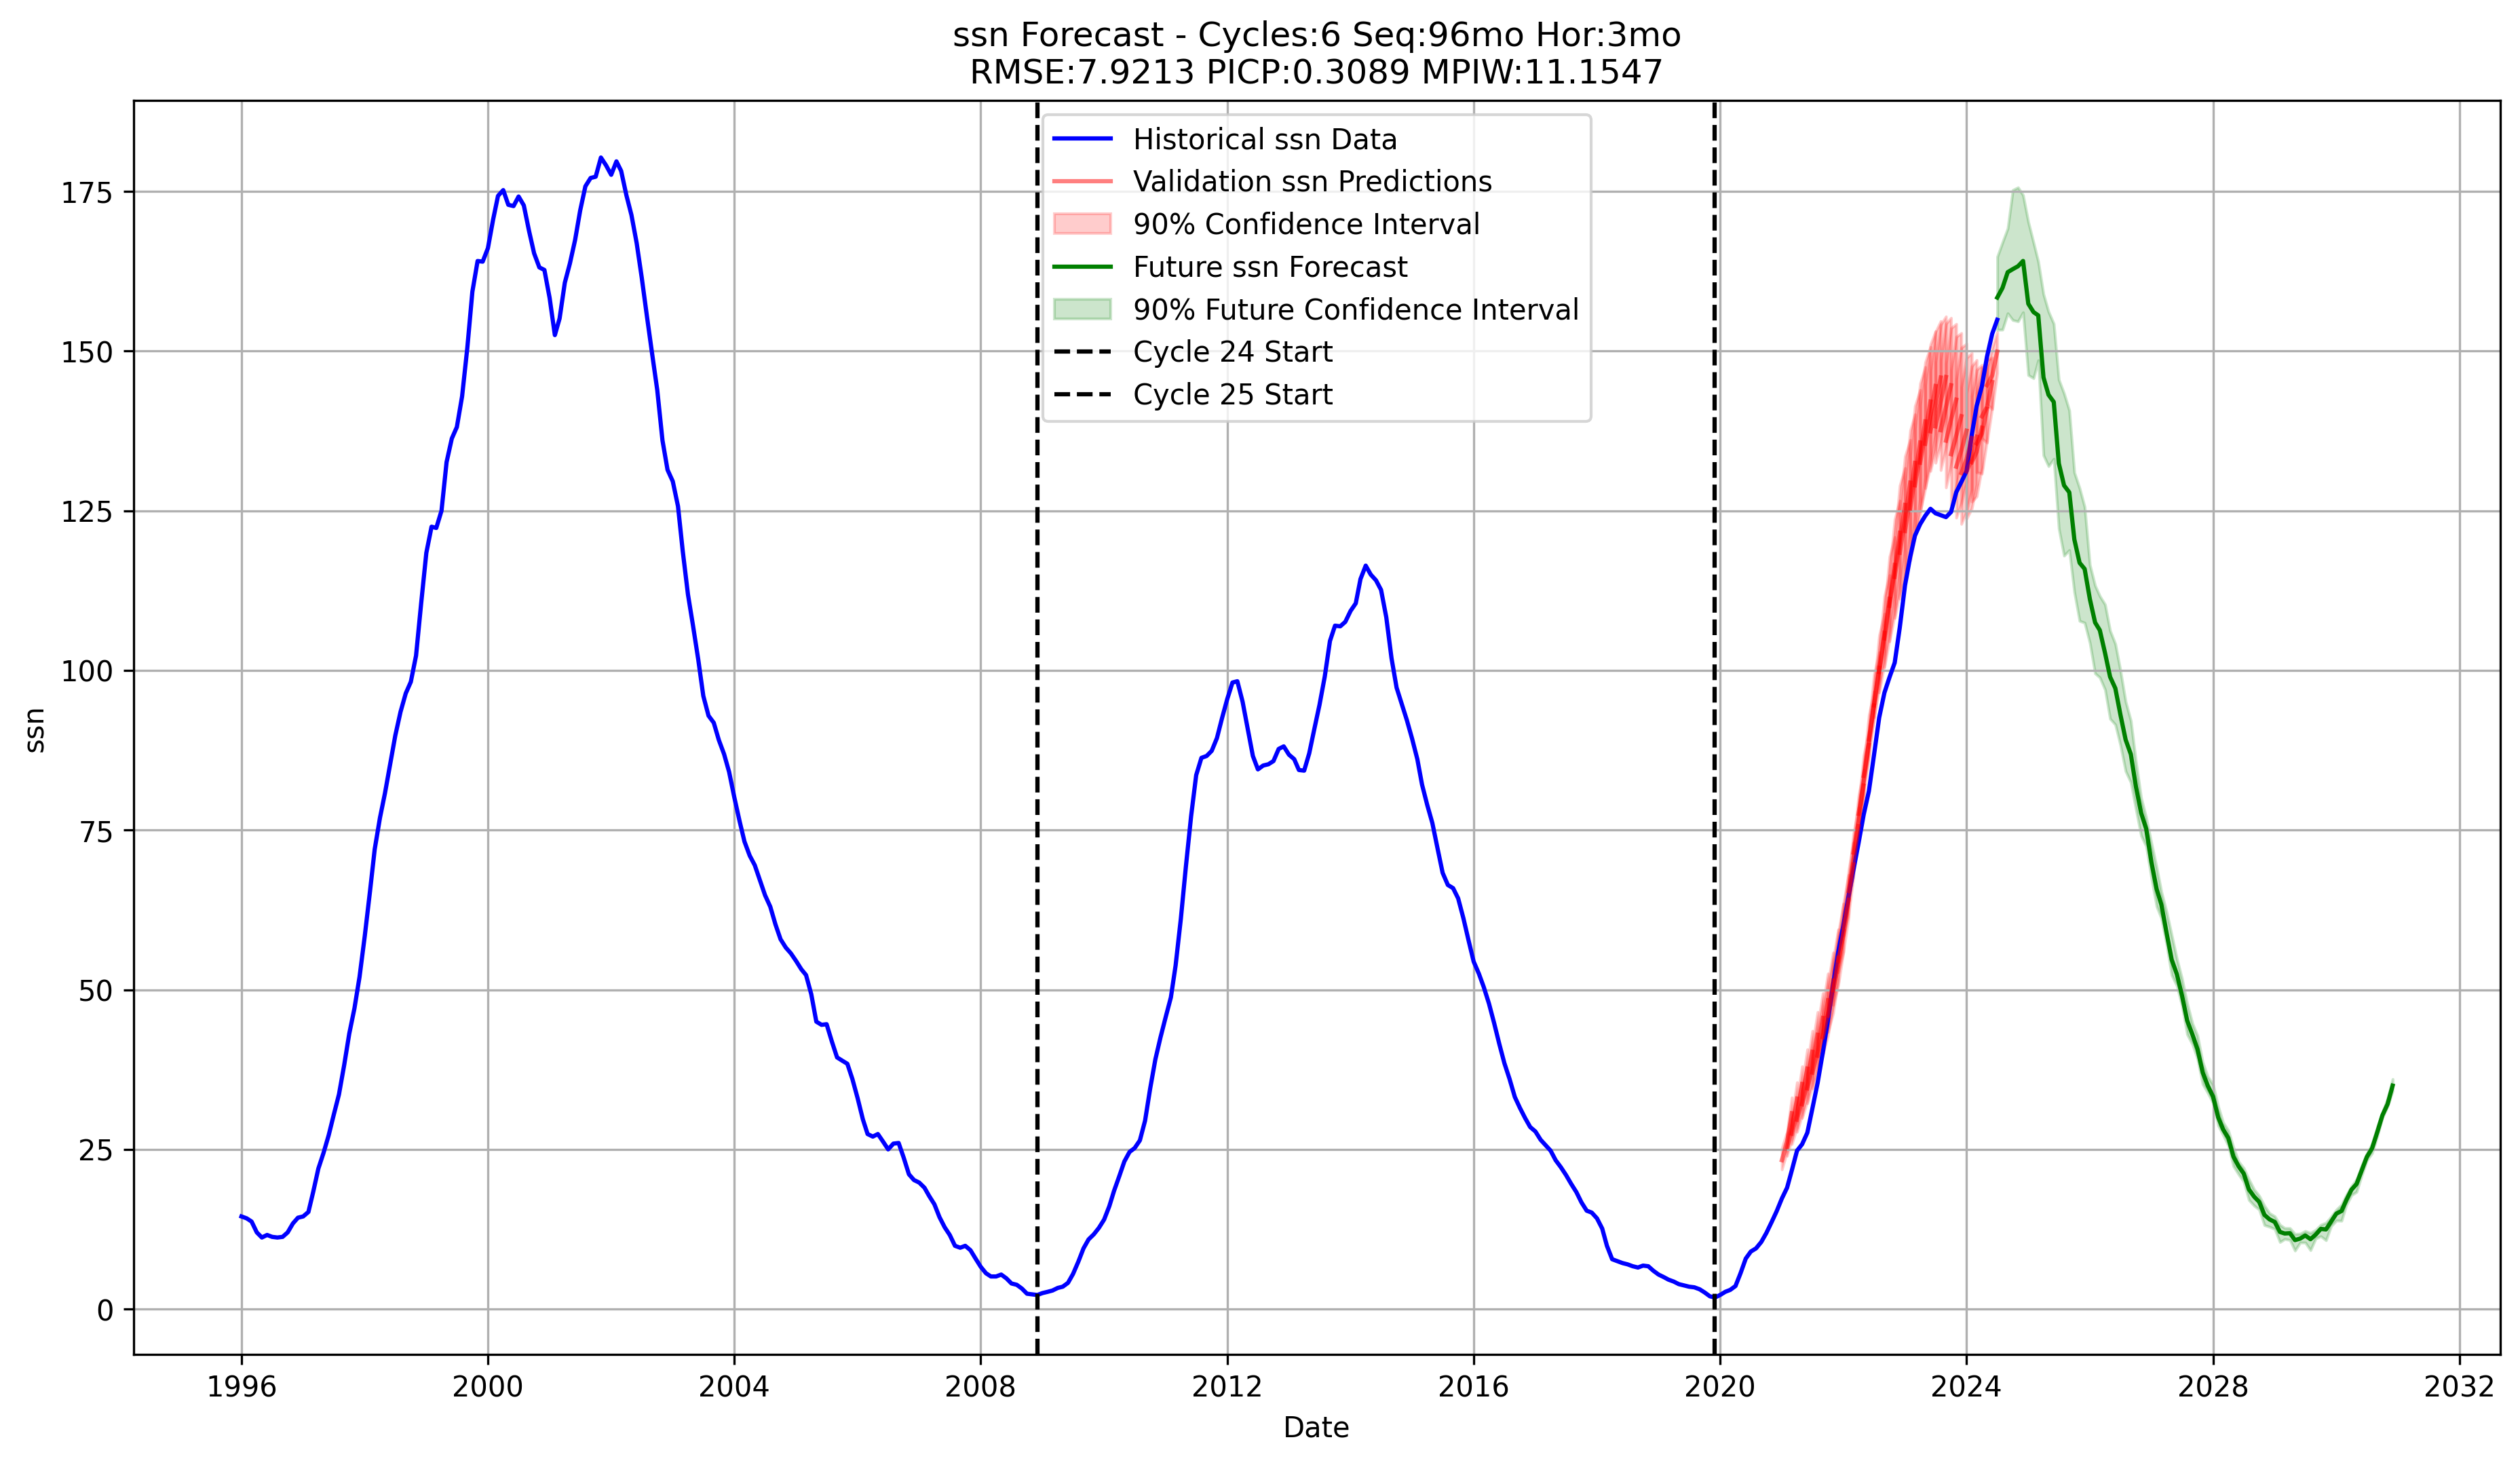 ssn Forecast - Cycles:6 Seq:96mo Hor:3mo
RMSE:7.9213 PICP:0.3089 MPIW:11.1547
Historical ssn Data
Validation ssn Predictions
90% Confidence Interval
Future ssn Forecast
90% Future Confidence Interval
Cycle 24 Start
Cycle 25 Start
175
150
125
100
75
50
25
0
ssn
1996 2000 2004 2008 2012 2016 2020 2024 2028 2032
Date